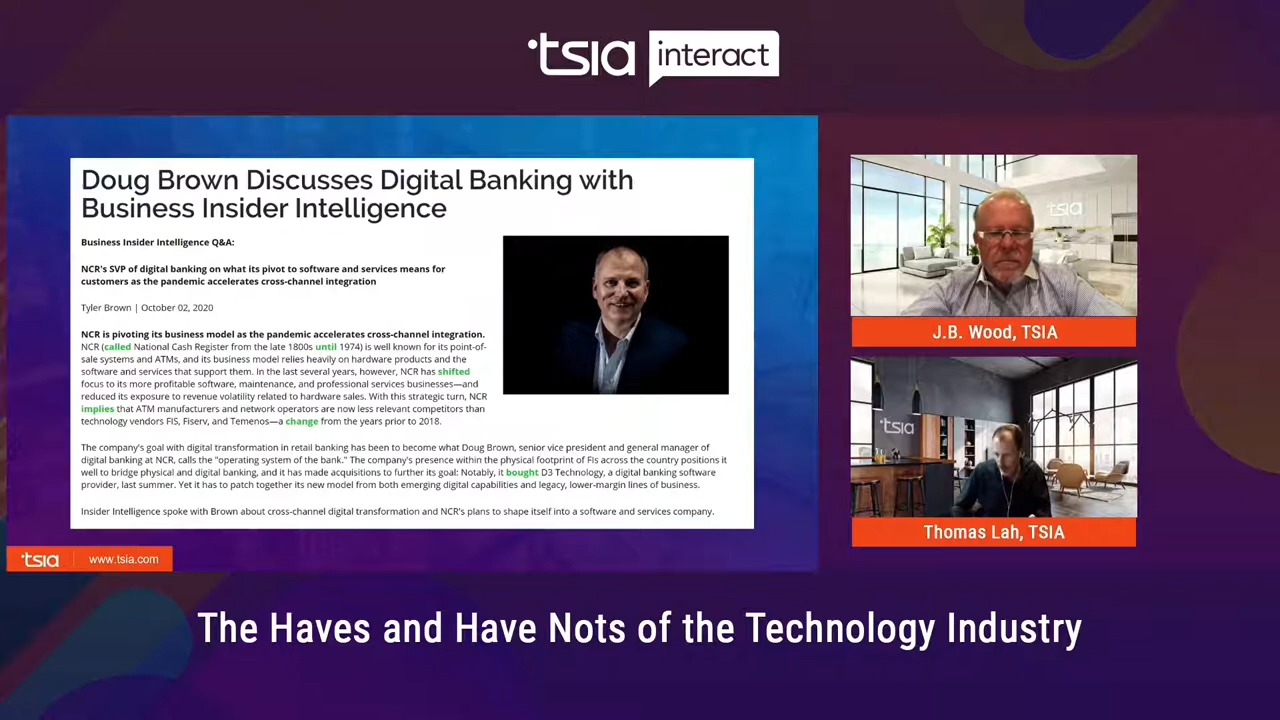 tsia interact
Doug Brown Discusses Digital Banking with
Business Insider Intelligence
Business Insider Intelligence Q&A:
NCR's SVP of digital banking on what its pivot to software and services means for
customers as the pandemic accelerates cross-channel integration
Tyler Brown | October 02, 2020
NCR is pivoting its business model as the pandemic accelerates cross-channel integration.
NCR (called National Cash Register from the late 1800s until 1974) is well known for its point-of-
sale systems and ATMs, and its business model relies heavily on hardware products and the
software and services that support them. In the last several years, however, NCR has shifted
focus to its more profitable software, maintenance, and professional services businesses—and
reduced its exposure to revenue volatility related to hardware sales. With this strategic turn, NCR
implies that ATM manufacturers and network operators are now less relevant competitors than
technology vendors FIS, Fiserv, and Temenos—a change from the years prior to 2018.
The company's goal with digital transformation in retail banking has been to become what Doug Brown, senior vice president and general manager of
digital banking at NCR, calls the "operating system of the bank." The company's presence within the physical footprint of FIs across the country positions it
well to bridge physical and digital banking, and it has made acquisitions to further its goal: Notably, it bought D3 Technology, a digital banking software
provider, last summer. Yet it has to patch together its new model from both emerging digital capabilities and legacy, lower-margin lines of business.
Insider Intelligence spoke with Brown about cross-channel digital transformation and NCR's plans to shape itself into a software and services company.
tsia
J.B. Wood, TSIA
tsia
Thomas Lah, TSIA
tsia www.tsia.com
The Haves and Have Nots of the Technology Industry